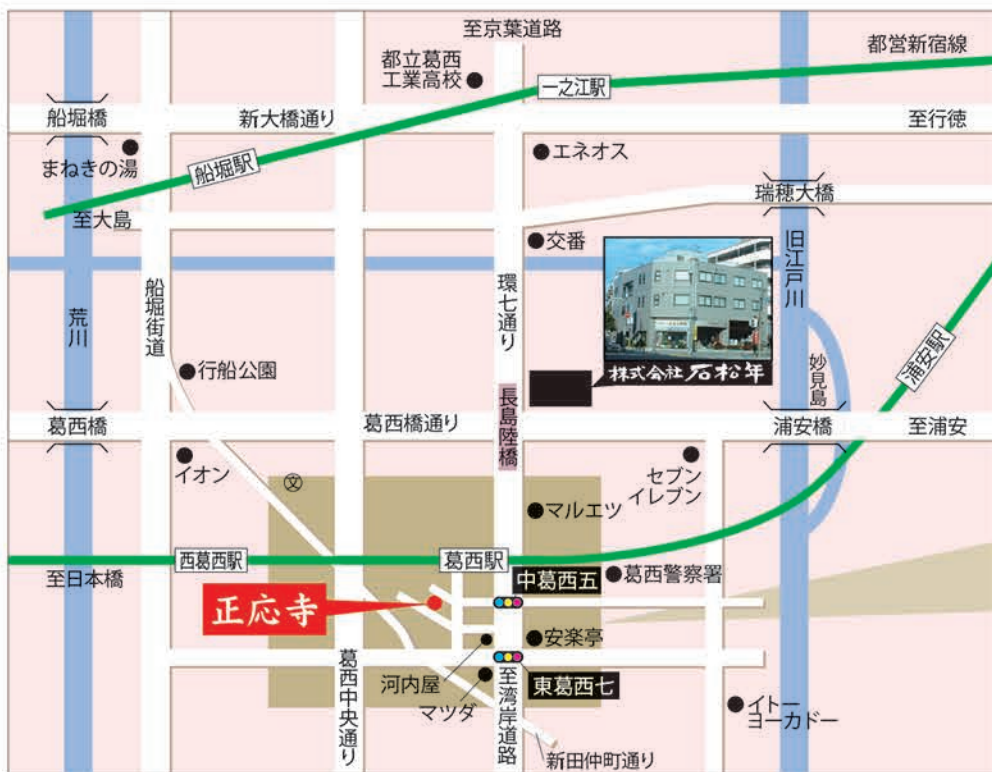 至京葉道路
都営新宿線
都立葛西
工業高校
一之江駅
船堀橋
新大橋通り
至行徳
まねきの湯
船堀駅
エネオス
瑞穂大橋
至大島
交番
旧江戸川
荒川
船堀街道
環七通り
行船公園
株式会社 石松年
妙見島
浦安駅
葛西橋
葛西橋通り
長島陸橋
浦安橋
至浦安
イオン
文
セブン
イレブン
マルエツ
西葛西駅
葛西駅
至日本橋
中葛西五
葛西警察署
正応寺
安楽亭
河内屋
マツダ
東葛西七
葛西中央通り
至湾岸道路
イトー
ヨーカドー
新田仲町通り